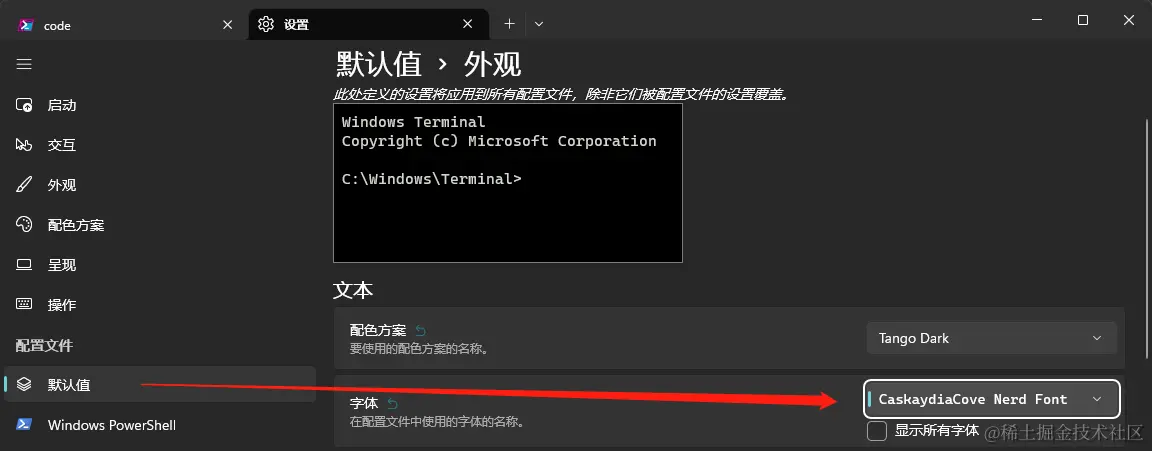 code
设置
默认值 › 外观
此处定义的设置将应用到所有配置文件，除非它们被配置文件的设置覆盖。
Windows Terminal
Copyright (c) Microsoft Corporation
C:\Windows\Terminal>
启动
交互
外观
配色方案
呈现
操作
配置文件
默认值
Windows PowerShell
文本
配色方案
要使用的配色方案的名称。
Tango Dark
字体
在配置文件中使用的字体的名称。
CaskaydiaCove Nerd Font
显示所有字体
@稀土掘金技术社区